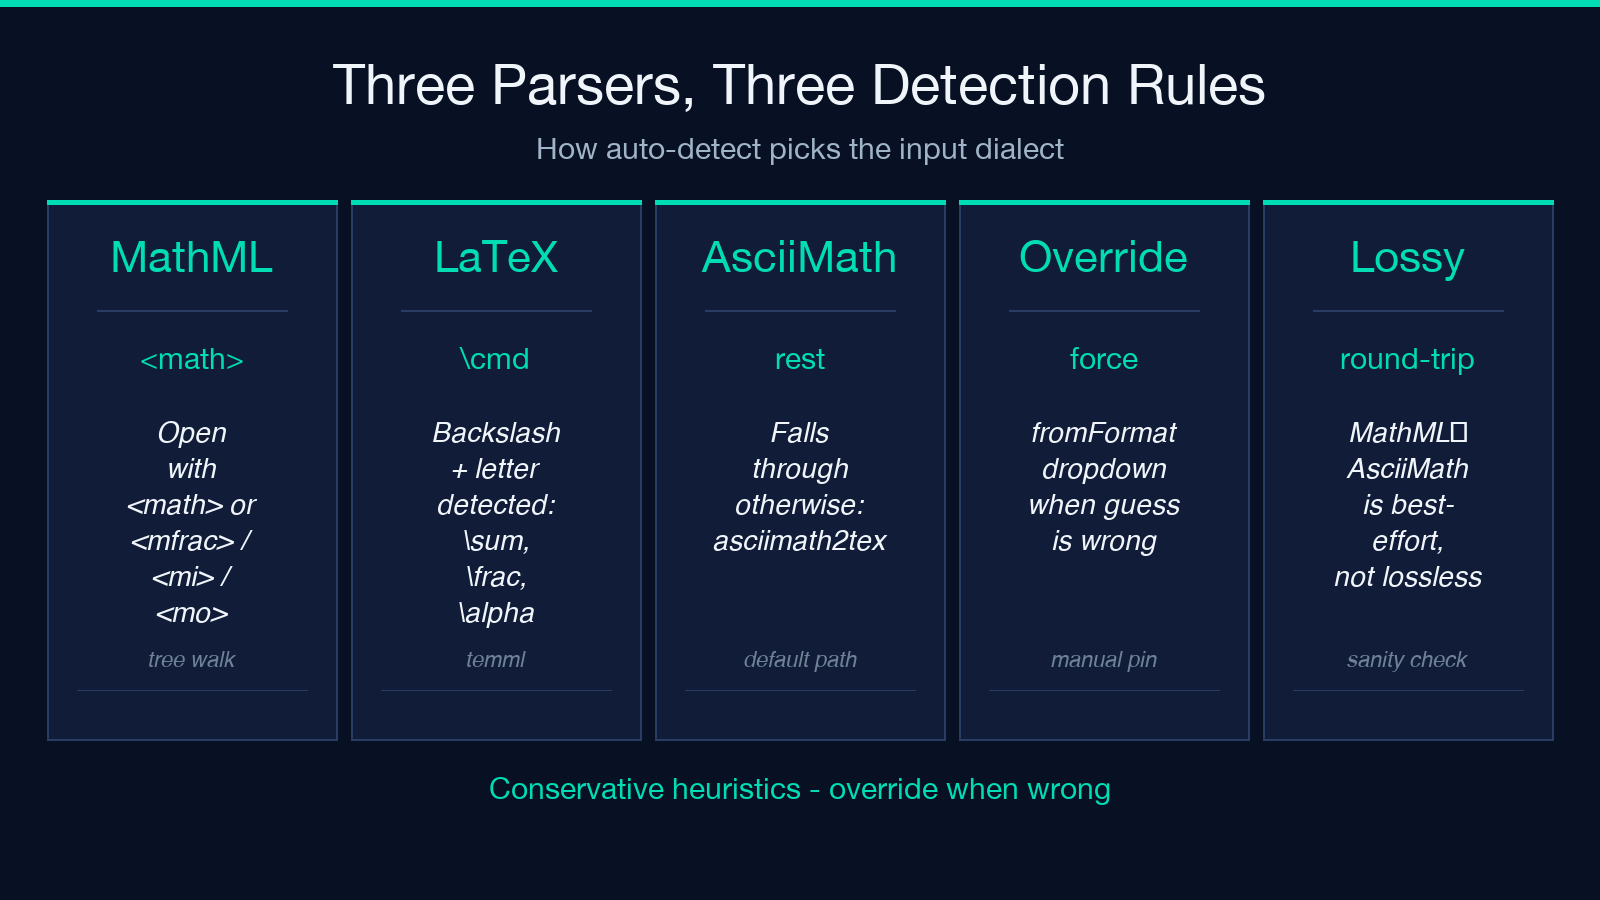 Three Parsers, Three Detection Rules
How auto-detect picks the input dialect
MathML
<math>
Open
with
<math> or
<mfrac> /
<mi> /
<mo>
tree walk
LaTeX
\cmd
Backslash
+ letter
detected:
\sum,
\frac,
\alpha
temml
AsciiMath
rest
Falls
through
otherwise:
asciimath2tex
default path
Override
force
fromFormat
dropdown
when guess
is wrong
manual pin
Lossy
round-trip
MathML□
AsciiMath
is best-
effort,
not lossless
sanity check
Conservative heuristics - override when wrong